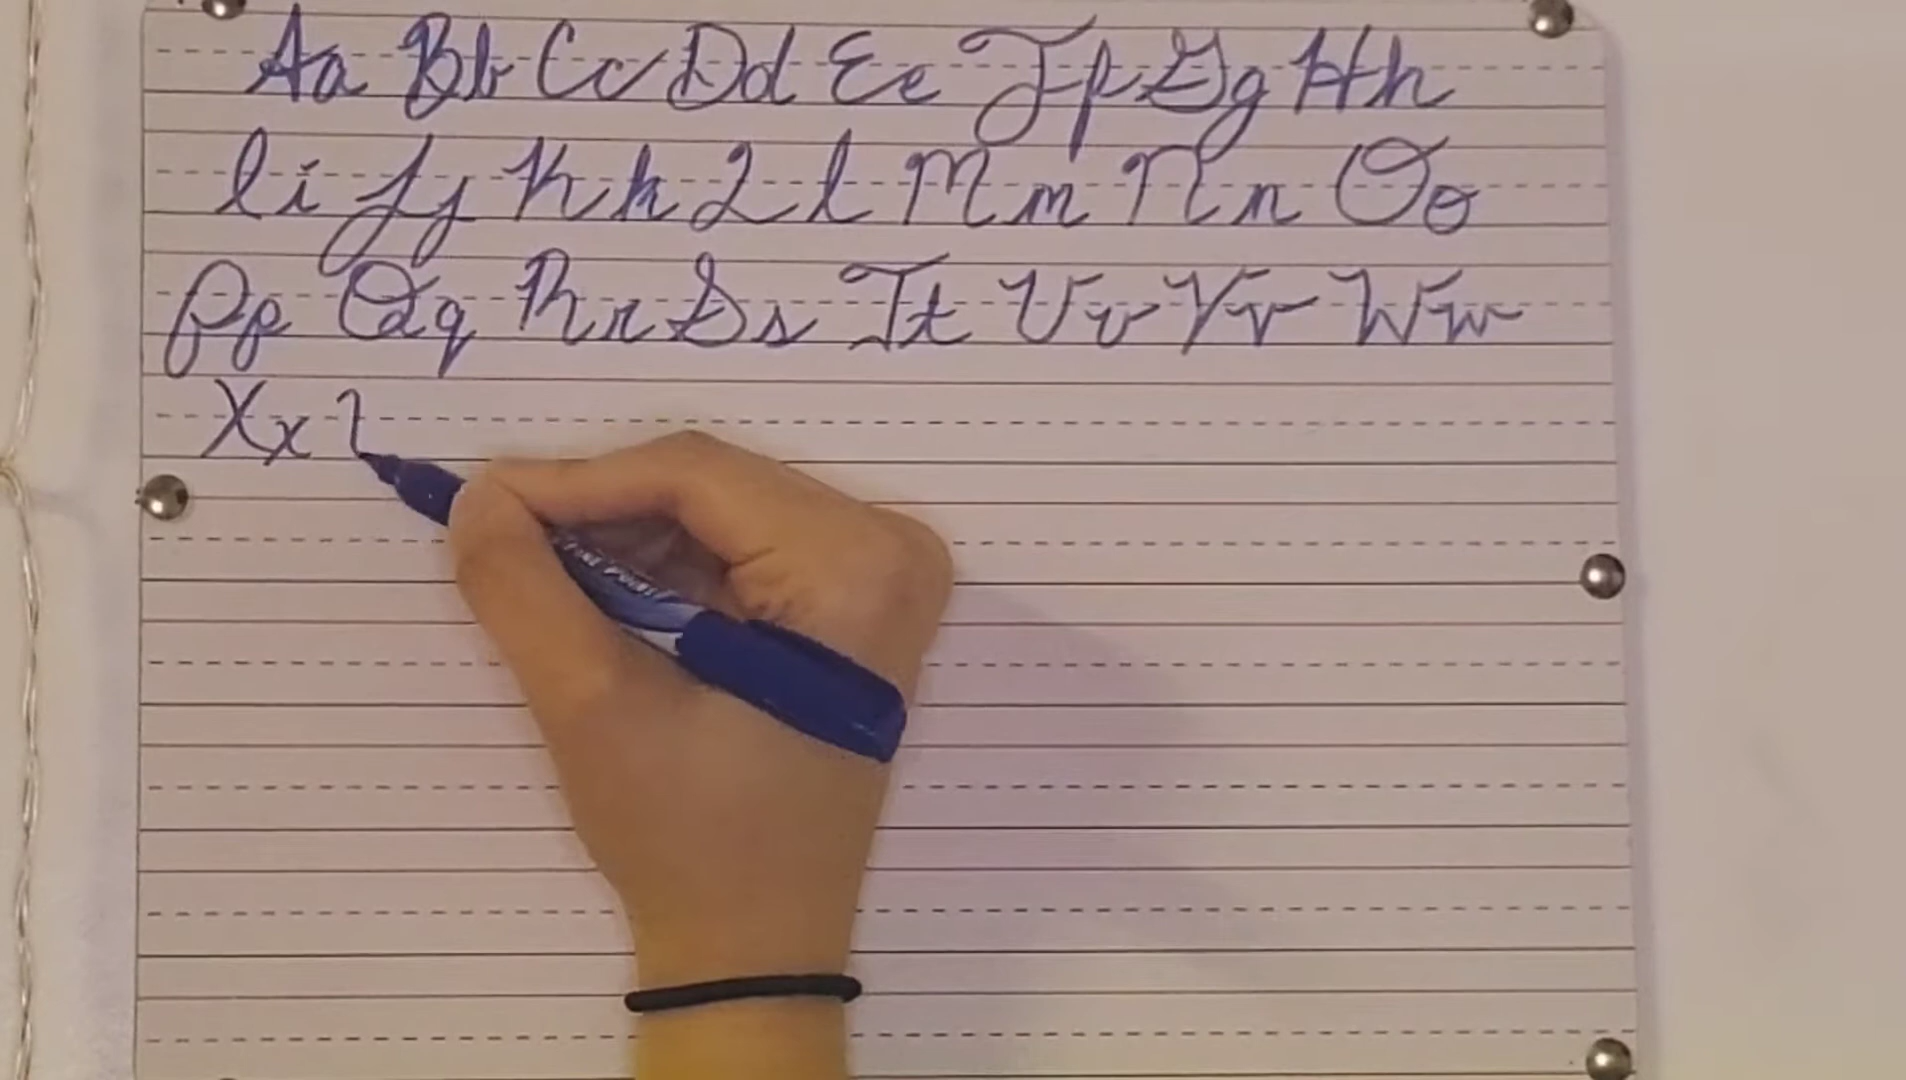 Aa Bb Cc Dd Ee Ff Gg Hh
Ii Jj Kk Ll Mm Nn Oo
Pp Qq Rr Ss Tt Uu Vv Ww
Xx